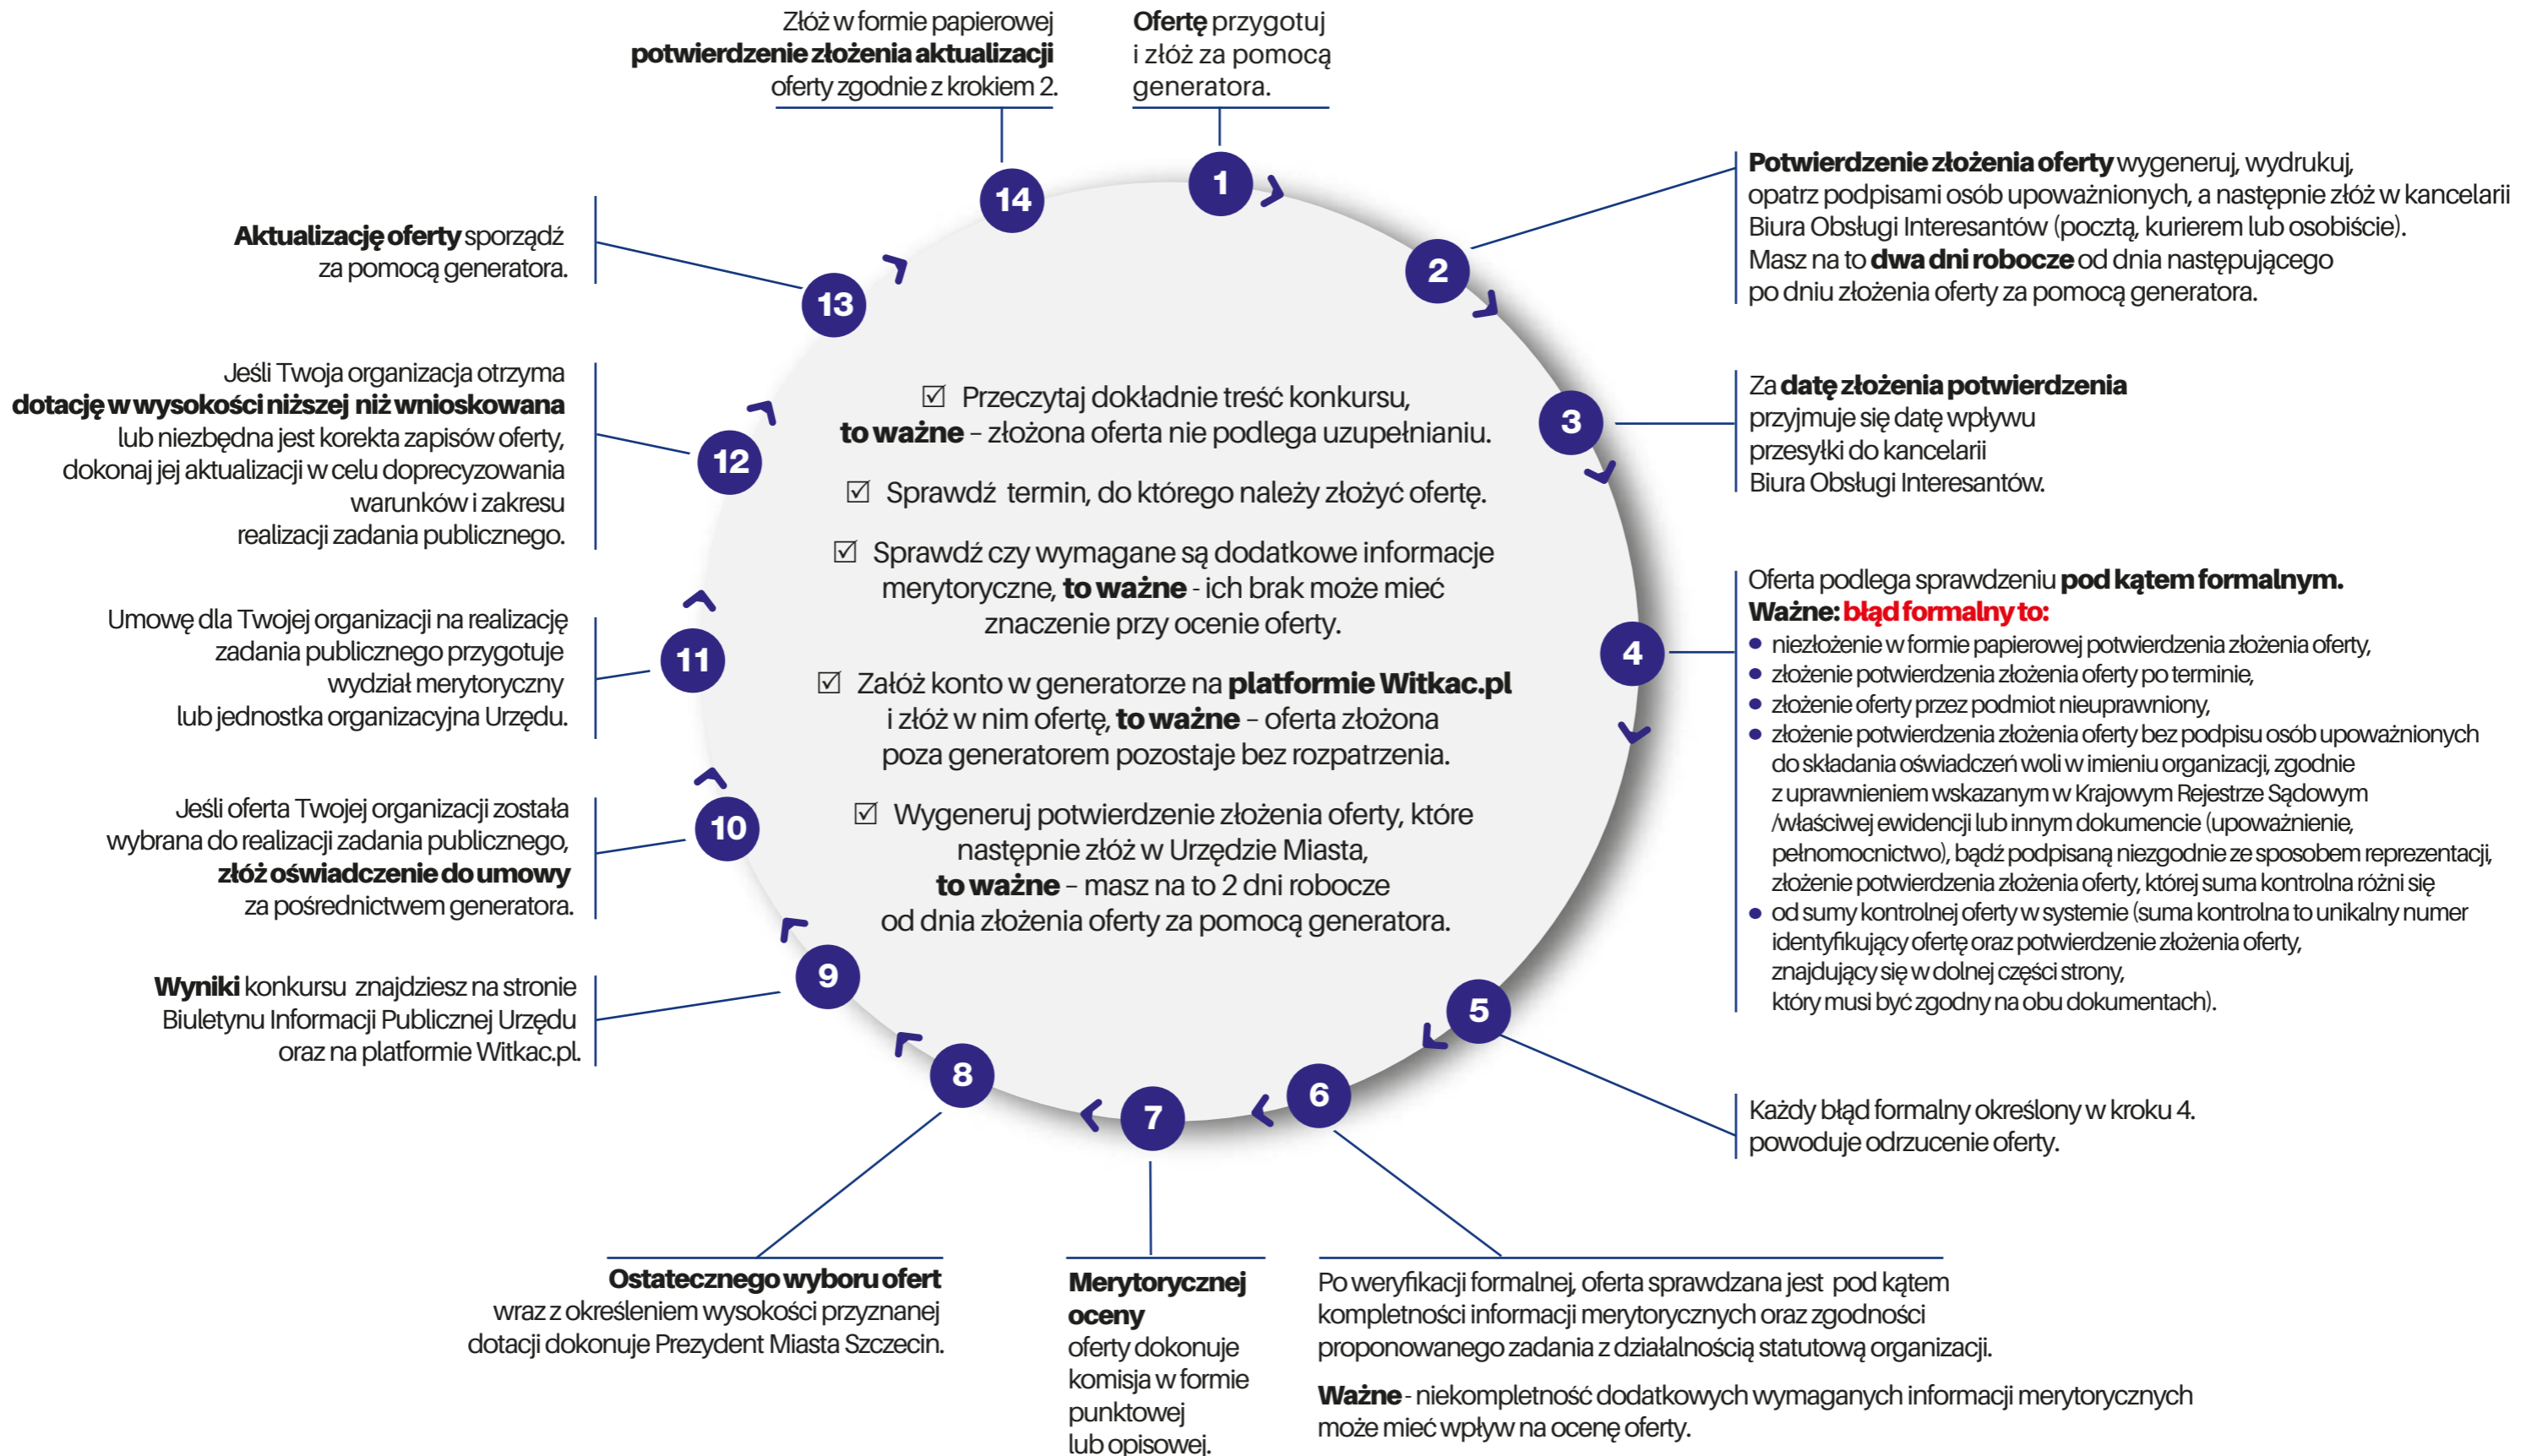 Złóż w formie papierowej
potwierdzenie złożenia aktualizacji
oferty zgodnie z krokiem 2.
Ofertę przygotuj
i złóż za pomocą
generatora.
1
2
3
4
5
6
7
8
9
10
11
12
13
14
Potwierdzenie złożenia oferty wygeneruj, wydrukuj,
opatrz podpisami osób upoważnionych, a następnie złóż w kancelarii
Biura Obsługi Interesantów (pocztą, kurierem lub osobiście).
Masz na to dwa dni robocze od dnia następującego
po dniu złożenia oferty za pomocą generatora.
Za datę złożenia potwierdzenia
przyjmuje się datę wpływu
przesyłki do kancelarii
Biura Obsługi Interesantów.
Oferta podlega sprawdzeniu pod kątem formalnym.
Ważne: błąd formalny to:
• niezłożenie w formie papierowej potwierdzenia złożenia oferty,
• złożenie potwierdzenia złożenia oferty po terminie,
• złożenie oferty przez podmiot nieuprawniony,
• złożenie potwierdzenia złożenia oferty bez podpisu osób upoważnionych
do składania oświadczeń woli w imieniu organizacji, zgodnie
z uprawnieniem wskazanym w Krajowym Rejestrze Sądowym
/właściwej ewidencji lub innym dokumencie (upoważnienie,
pełnomocnictwo), bądź podpisaną niezgodnie ze sposobem reprezentacji,
złożenie potwierdzenia złożenia oferty, której suma kontrolna różni się
• od sumy kontrolnej oferty w systemie (suma kontrolna to unikalny numer
identyfikujący ofertę oraz potwierdzenie złożenia oferty,
znajdujący się w dolnej części strony,
który musi być zgodny na obu dokumentach).
Każdy błąd formalny określony w kroku 4.
powoduje odrzucenie oferty.
Po weryfikacji formalnej, oferta sprawdzana jest pod kątem
kompletności informacji merytorycznych oraz zgodności
proponowanego zadania z działalnością statutową organizacji.
Ważne - niekompletność dodatkowych wymaganych informacji merytorycznych
może mieć wpływ na ocenę oferty.
Merytorycznej
oceny
oferty dokonuje
komisja w formie
punktowej
lub opisowej.
Ostatecznego wyboru ofert
wraz z określeniem wysokości przyznanej
dotacji dokonuje Prezydent Miasta Szczecin.
Wyniki konkursu znajdziesz na stronie
Biuletynu Informacji Publicznej Urzędu
oraz na platformie Witkac.pl.
Jeśli oferta Twojej organizacji została
wybrana do realizacji zadania publicznego,
złóż oświadczenie do umowy
za pośrednictwem generatora.
Umowę dla Twojej organizacji na realizację
zadania publicznego przygotuje
wydział merytoryczny
lub jednostka organizacyjna Urzędu.
Jeśli Twoja organizacja otrzyma
dotację w wysokości niższej niż wnioskowana
lub niezbędna jest korekta zapisów oferty,
dokonaj jej aktualizacji w celu doprecyzowania
warunków i zakresu
realizacji zadania publicznego.
Aktualizację oferty sporządź
za pomocą generatora.
☑ Przeczytaj dokładnie treść konkursu,
to ważne – złożona oferta nie podlega uzupełnianiu.
☑ Sprawdź termin, do którego należy złożyć ofertę.
☑ Sprawdź czy wymagane są dodatkowe informacje
merytoryczne, to ważne - ich brak może mieć
znaczenie przy ocenie oferty.
☑ Załóż konto w generatorze na platformie Witkac.pl
i złóż w nim ofertę, to ważne – oferta złożona
poza generatorem pozostaje bez rozpatrzenia.
☑ Wygeneruj potwierdzenie złożenia oferty, które
następnie złóż w Urzędzie Miasta,
to ważne – masz na to 2 dni robocze
od dnia złożenia oferty za pomocą generatora.